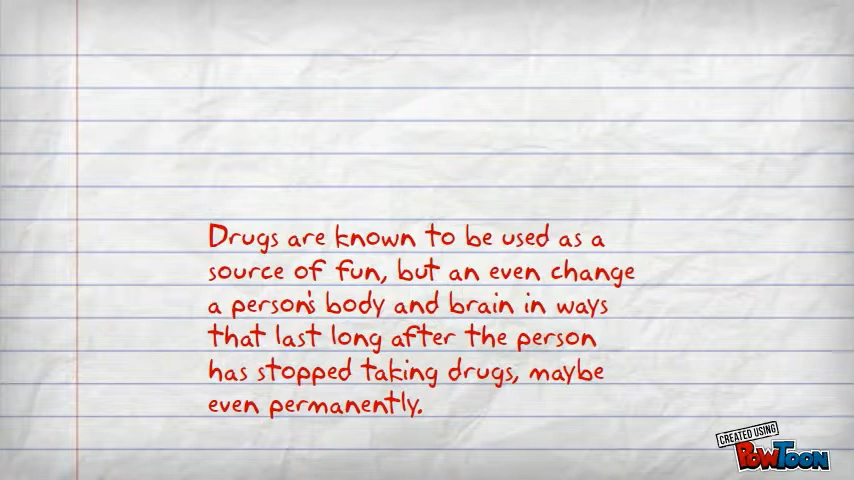 Drugs are known to be used as a
source of fun, but an even change
a person's body and brain in ways
that last long after the person
has stopped taking drugs, maybe
even permanently.
CREATED USING
POWTOON